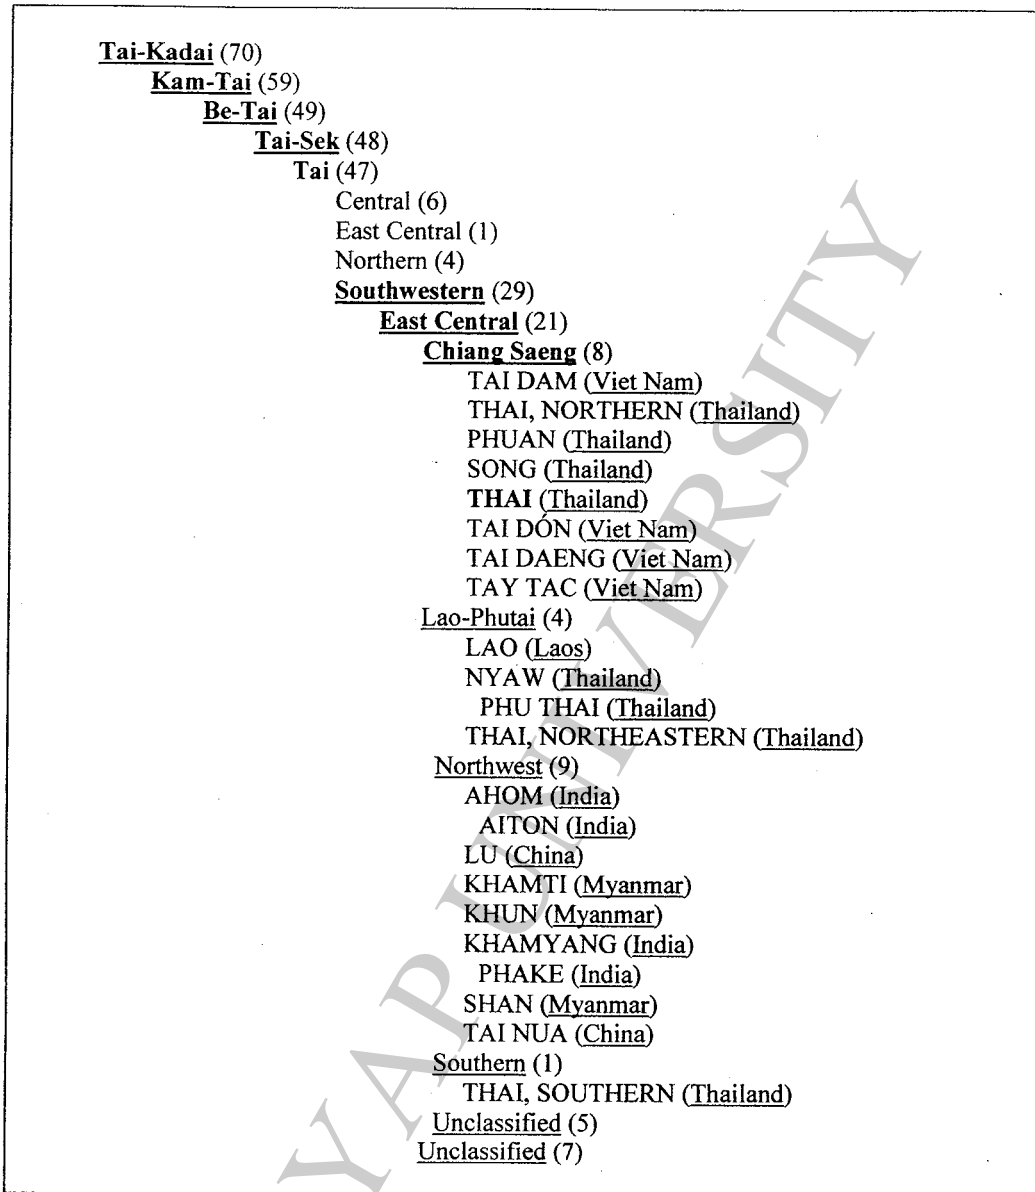 Tai-Kadai (70)
Kam-Tai (59)
Be-Tai (49)
Tai-Sek (48)
Tai (47)
Central (6)
East Central (1)
Northern (4)
Southwestern (29)
East Central (21)
Chiang Saeng (8)
TAI DAM (Viet Nam)
THAI, NORTHERN (Thailand)
PHUAN (Thailand)
SONG (Thailand)
THAI (Thailand)
TAI DÓN (Viet Nam)
TAI DAENG (Viet Nam)
TAY TAC (Viet Nam)
Lao-Phutai (4)
LAO (Laos)
NYAW (Thailand)
PHU THAI (Thailand)
THAI, NORTHEASTERN (Thailand)
Northwest (9)
AHOM (India)
AITON (India)
LU (China)
KHAMTI (Myanmar)
KHUN (Myanmar)
KHAMYANG (India)
PHAKE (India)
SHAN (Myanmar)
TAI NUA (China)
Southern (1)
THAI, SOUTHERN (Thailand)
Unclassified (5)
Unclassified (7)
YAP UNIVERSITY